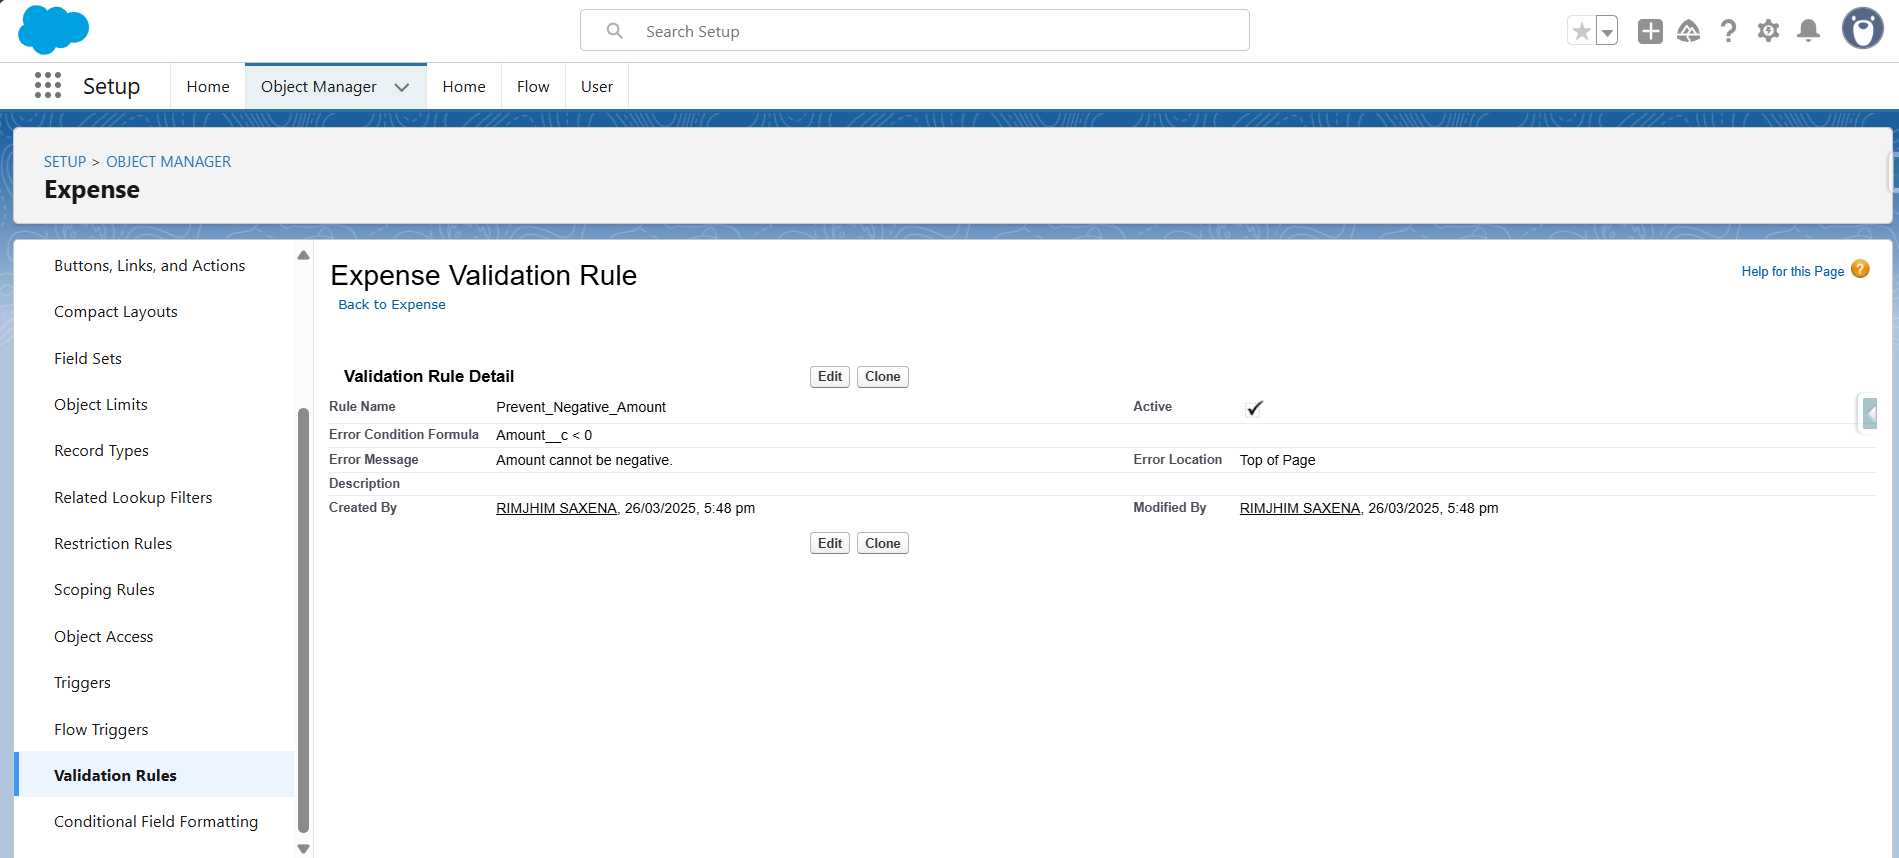 Search Setup
Setup
Home
Object Manager
Home
Flow
User
SETUP > OBJECT MANAGER
Expense
Buttons, Links, and Actions
Compact Layouts
Field Sets
Object Limits
Record Types
Related Lookup Filters
Restriction Rules
Scoping Rules
Object Access
Triggers
Flow Triggers
Validation Rules
Conditional Field Formatting
Expense Validation Rule
Back to Expense
Help for this Page ?
Validation Rule Detail
Edit Clone
Rule Name Prevent_Negative_Amount Active
Error Condition Formula Amount__c < 0
Error Message Amount cannot be negative. Error Location Top of Page
Description
Created By RIMJHIM SAXENA, 26/03/2025, 5:48 pm Modified By RIMJHIM SAXENA, 26/03/2025, 5:48 pm
Edit Clone